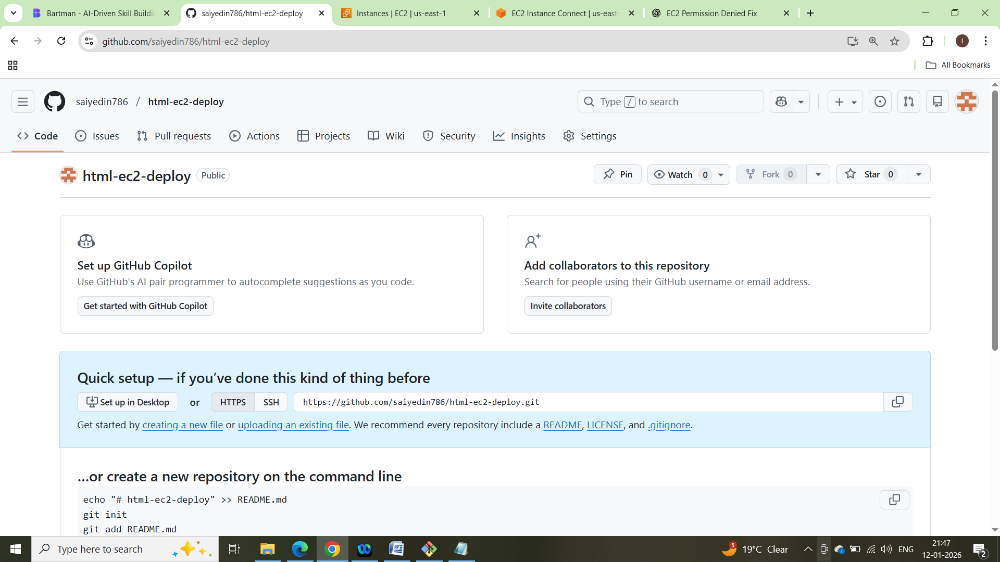 Bartman - AI-Driven Skill Buildin
saiyedin786/html-ec2-deploy
Instances | EC2 | us-east-1
EC2 Instance Connect | us-east-
EC2 Permission Denied Fix
github.com/saiyedin786/html-ec2-deploy
I
All Bookmarks
saiyedin786 / html-ec2-deploy
Type / to search
Code
Issues
Pull requests
Actions
Projects
Wiki
Security
Insights
Settings
html-ec2-deploy Public
Pin
Watch 0
Fork 0
Star 0
Set up GitHub Copilot
Use GitHub's AI pair programmer to autocomplete suggestions as you code.
Get started with GitHub Copilot
Add collaborators to this repository
Search for people using their GitHub username or email address.
Invite collaborators
Quick setup — if you’ve done this kind of thing before
Set up in Desktop or HTTPS SSH https://github.com/saiyedin786/html-ec2-deploy.git
Get started by creating a new file or uploading an existing file. We recommend every repository include a README, LICENSE, and .gitignore.
…or create a new repository on the command line
echo "# html-ec2-deploy" >> README.md
git init
git add README.md
Type here to search
5
19°C Clear
ENG
21:47
12-01-2026
2